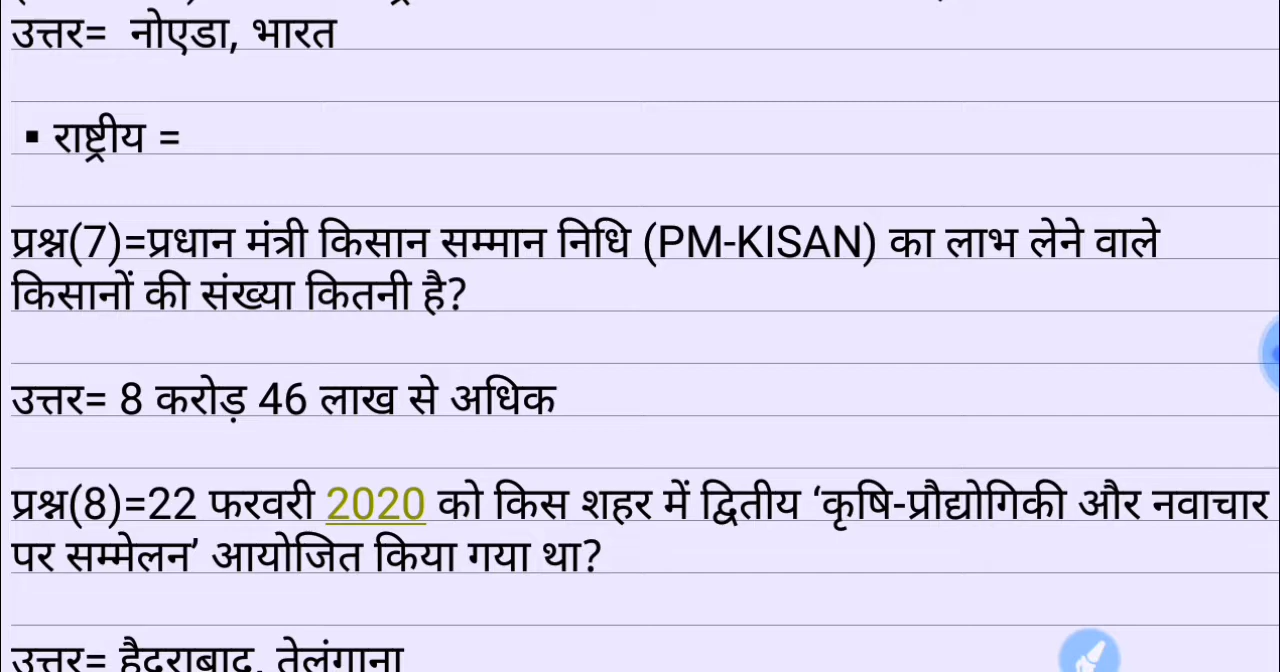 उत्तर=  नोएडा, भारत
▪ राष्ट्रीय =
प्रश्न(7)=प्रधान मंत्री किसान सम्मान निधि (PM-KISAN) का लाभ लेने वाले
किसानों की संख्या कितनी है?
उत्तर= 8 करोड़ 46 लाख से अधिक
प्रश्न(8)=22 फरवरी 2020 को किस शहर में द्वितीय ‘कृषि-प्रौद्योगिकी और नवाचार
पर सम्मेलन’ आयोजित किया गया था?
उत्तर= हैदराबाद, तेलंगाना